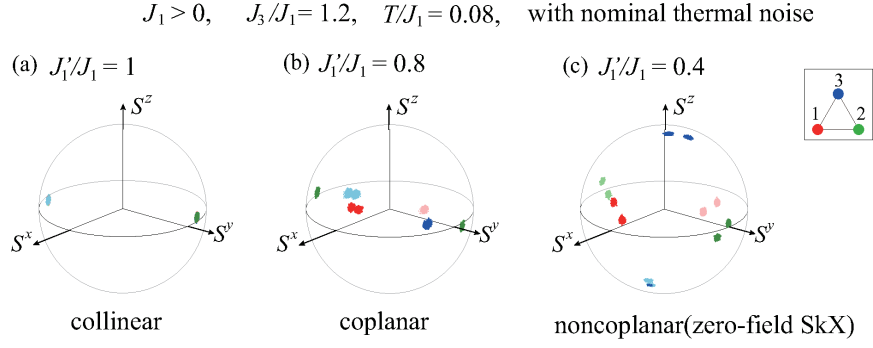 J₁ > 0, J₃/J₁ = 1.2, T/J₁ = 0.08, with nominal thermal noise
(a) J₁'/J₁ = 1
(b) J₁'/J₁ = 0.8
(c) J₁'/J₁ = 0.4
3
1 2
Sᶻ Sᶻ Sᶻ
Sˣ Sʸ Sˣ Sʸ Sˣ Sʸ
collinear
coplanar
noncoplanar(zero-field SkX)